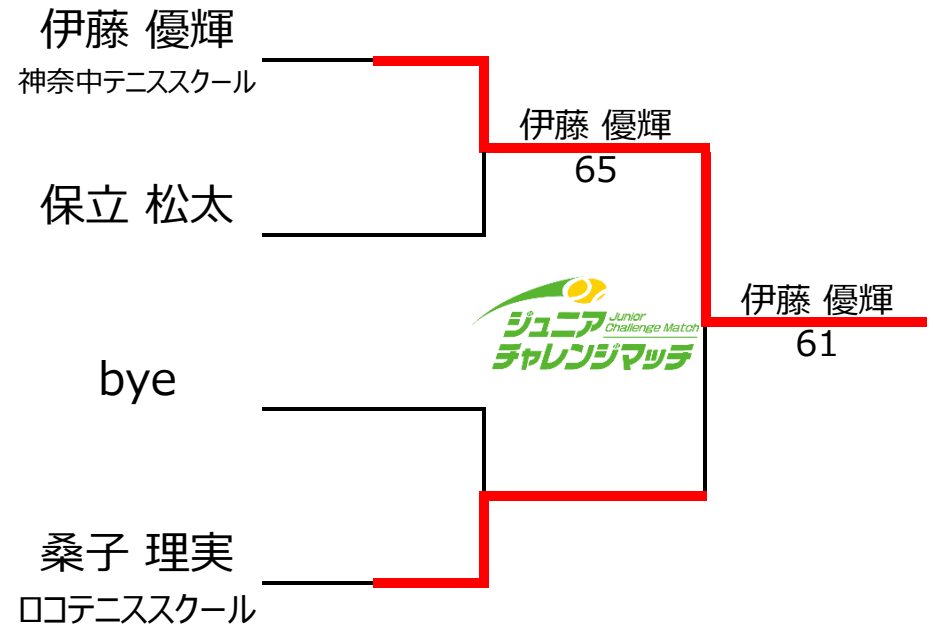 伊藤 優輝
神奈中テニススクール
伊藤 優輝
65
保立 松太
伊藤 優輝
61
ジュニア Junior Challenge Match
チャレンジマッチ
bye
桑子 理実
ロコテニススクール